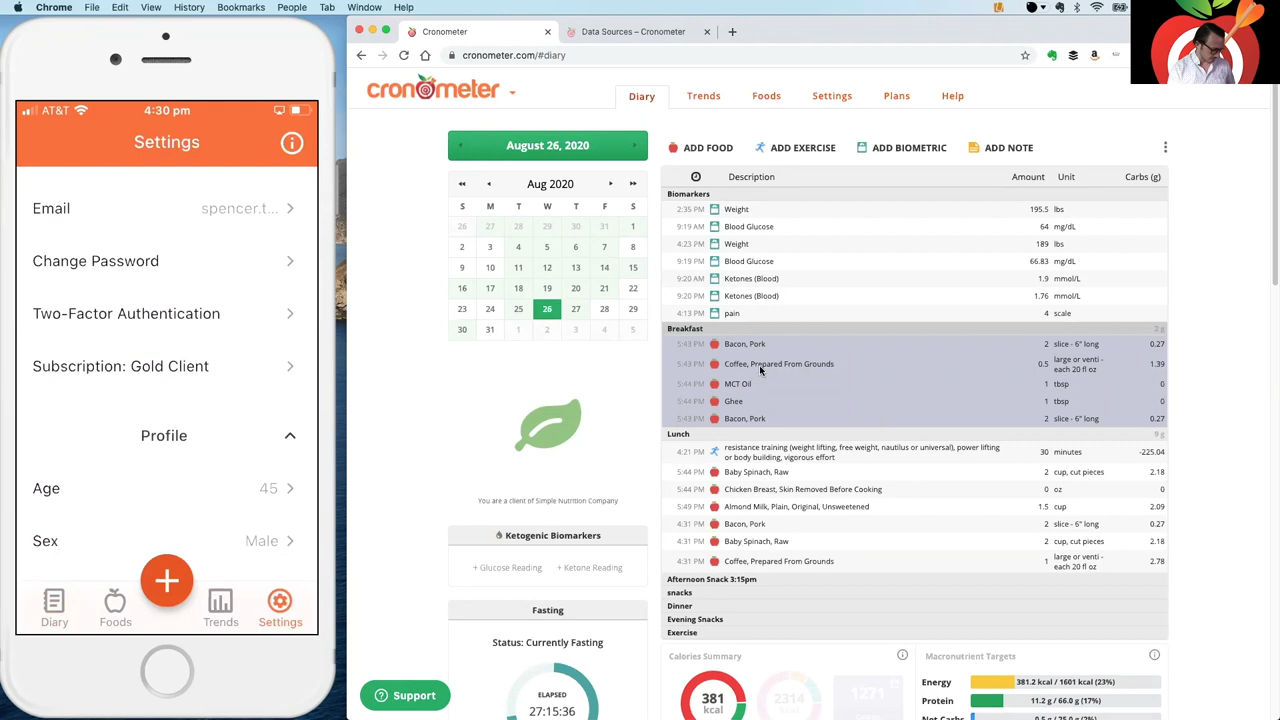 Chrome File Edit View History Bookmarks People Tab Window Help
AT&T 4:30 pm
Settings
Email spencer.t...
Change Password
Two-Factor Authentication
Subscription: Gold Client
Profile
Age 45
Sex Male
+
Diary Foods Trends Settings
Cronometer
Data Sources – Cronometer
cronometer.com/#diary
cronometer
Diary Trends Foods Settings Plans Help
August 26, 2020
Aug 2020
S M T W T F S
26 27 28 29 30 31 1
2 3 4 5 6 7 8
9 10 11 12 13 14 15
16 17 18 19 20 21 22
23 24 25 26 27 28 29
30 31 1 2 3 4 5
You are a client of Simple Nutrition Company
Ketogenic Biomarkers
+ Glucose Reading + Ketone Reading
Fasting
Status: Currently Fasting
ELAPSED
27:15:36
Support
ADD FOOD ADD EXERCISE ADD BIOMETRIC ADD NOTE
Description Amount Unit Carbs (g)
Biomarkers
2:35 PM Weight 195.5 lbs
9:19 AM Blood Glucose 64 mg/dL
4:23 PM Weight 189 lbs
9:19 PM Blood Glucose 66.83 mg/dL
9:20 AM Ketones (Blood) 1.9 mmol/L
9:20 PM Ketones (Blood) 1.76 mmol/L
4:13 PM pain 4 scale
Breakfast 2 g
5:43 PM Bacon, Pork 2 slice - 6" long 0.27
5:43 PM Coffee, Prepared From Grounds 0.5 large or venti - each 20 fl oz 1.39
5:44 PM MCT Oil 1 tbsp 0
5:44 PM Ghee 1 tbsp 0
5:43 PM Bacon, Pork 2 slice - 6" long 0.27
Lunch 9 g
4:21 PM resistance training (weight lifting, free weight, nautilus or universal), power lifting or body building, vigorous effort 30 minutes -225.04
5:44 PM Baby Spinach, Raw 2 cup, cut pieces 2.18
5:44 PM Chicken Breast, Skin Removed Before Cooking 0 oz 0
5:49 PM Almond Milk, Plain, Original, Unsweetened 1.5 cup 2.09
4:31 PM Bacon, Pork 2 slice - 6" long 0.27
4:31 PM Baby Spinach, Raw 2 cup, cut pieces 2.18
4:31 PM Coffee, Prepared From Grounds 1 large or venti - each 20 fl oz 2.78
Afternoon Snack 3:15pm
snacks
Dinner
Evening Snacks
Exercise
Calories Summary
381
kcal
Macronutrient Targets
Energy 381.2 kcal / 1601 kcal (23%)
Protein 11.2 g / 66.0 g (17%)
Net Carbs 0.5 g / 25.0 g (2%)